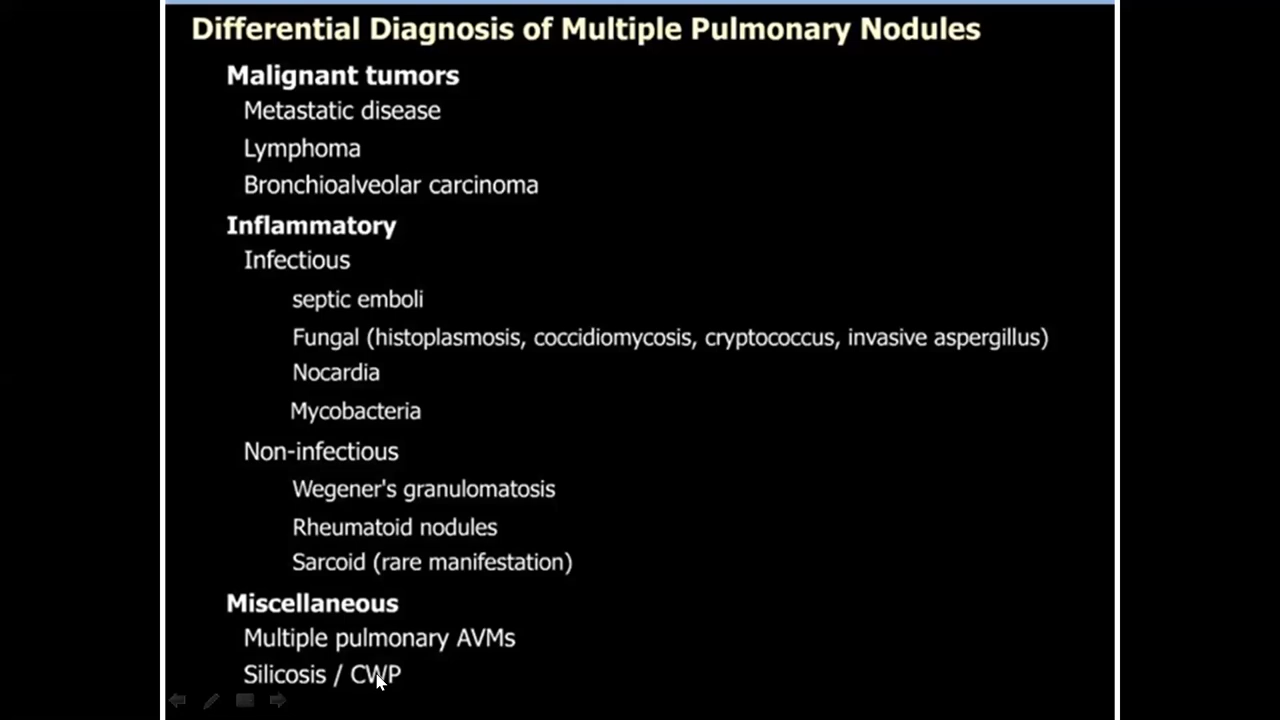 Differential Diagnosis of Multiple Pulmonary Nodules
Malignant tumors
Metastatic disease
Lymphoma
Bronchioalveolar carcinoma
Inflammatory
Infectious
septic emboli
Fungal (histoplasmosis, coccidiomycosis, cryptococcus, invasive aspergillus)
Nocardia
Mycobacteria
Non-infectious
Wegener's granulomatosis
Rheumatoid nodules
Sarcoid (rare manifestation)
Miscellaneous
Multiple pulmonary AVMs
Silicosis / CWP